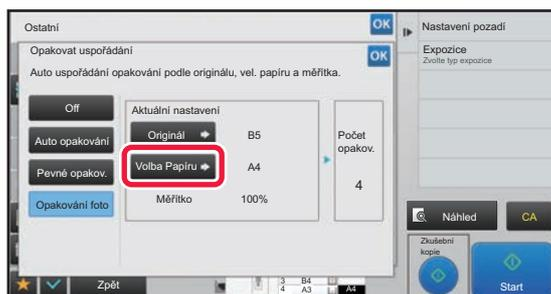 Ostatní
OK
Opakovat uspořádání
OK
Auto uspořádání opakování podle originálu, vel. papíru a měřítka.
Off
Auto opakování
Pevné opakov.
Opakování foto
Aktuální nastavení
Originál
B5
Volba Papíru
A4
Měřítko
100%
Počet
opakov.
4
Nastavení pozadí
Expozice
Zvolte typ expozice
Náhled
CA
Zkušební
kopie
Start
Zpět
3 B4
4 A3
A4